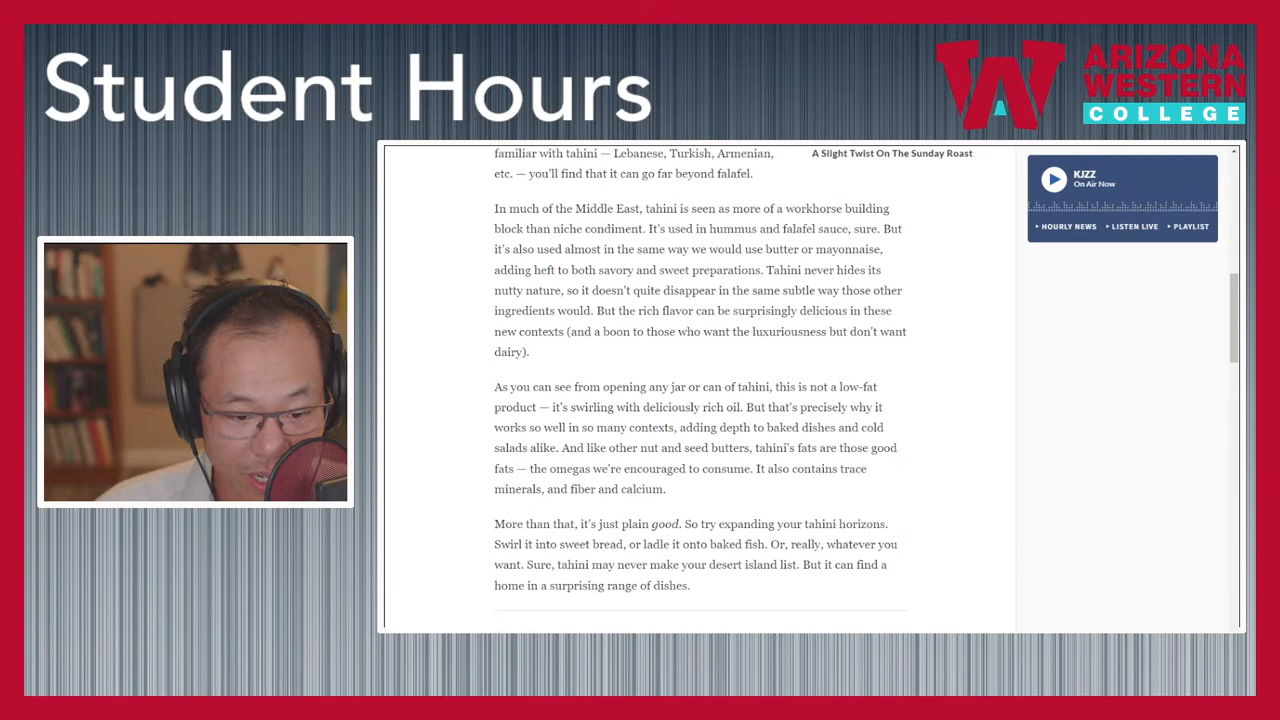 Student Hours
ARIZONA
WESTERN
COLLEGE
familiar with tahini — Lebanese, Turkish, Armenian,
etc. — you'll find that it can go far beyond falafel.
A Slight Twist On The Sunday Roast
In much of the Middle East, tahini is seen as more of a workhorse building
block than niche condiment. It's used in hummus and falafel sauce, sure. But
it's also used almost in the same way we would use butter or mayonnaise,
adding heft to both savory and sweet preparations. Tahini never hides its
nutty nature, so it doesn't quite disappear in the same subtle way those other
ingredients would. But the rich flavor can be surprisingly delicious in these
new contexts (and a boon to those who want the luxuriousness but don't want
dairy).
As you can see from opening any jar or can of tahini, this is not a low-fat
product — it's swirling with deliciously rich oil. But that's precisely why it
works so well in so many contexts, adding depth to baked dishes and cold
salads alike. And like other nut and seed butters, tahini's fats are those good
fats — the omegas we're encouraged to consume. It also contains trace
minerals, and fiber and calcium.
More than that, it's just plain good. So try expanding your tahini horizons.
Swirl it into sweet bread, or ladle it onto baked fish. Or, really, whatever you
want. Sure, tahini may never make your desert island list. But it can find a
home in a surprising range of dishes.
KJZZ
On Air Now
HOURLY NEWS
LISTEN LIVE
PLAYLIST